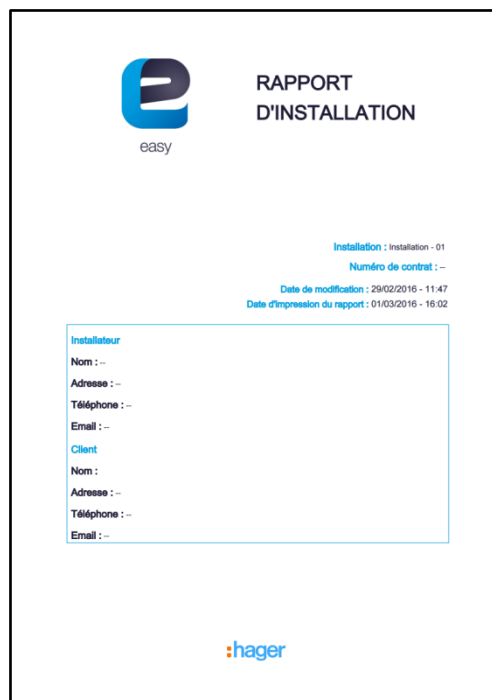 RAPPORT
D'INSTALLATION
easy
Installation : Installation - 01
Numéro de contrat : --
Date de modification : 29/02/2016 - 11:47
Date d'impression du rapport : 01/03/2016 - 16:02
Installateur
Nom : --
Adresse : --
Téléphone : --
Email : --
Client
Nom :
Adresse : --
Téléphone : --
Email : --
:hager